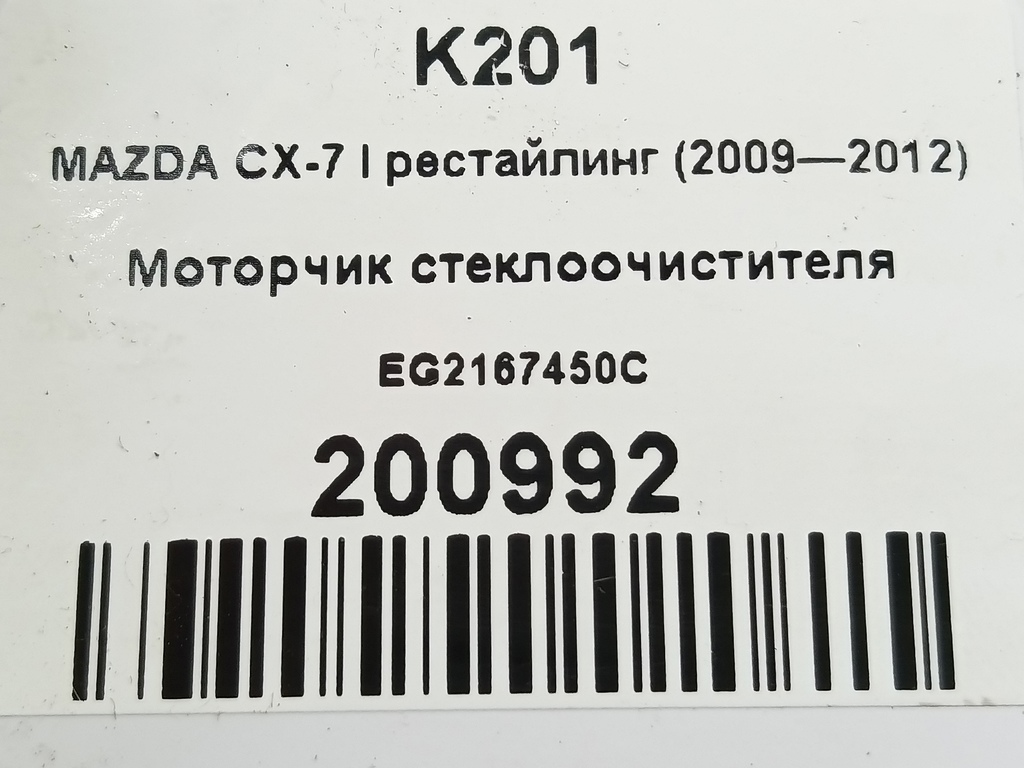 K201
MAZDA CX-7 I рестайлинг (2009—2012)
Моторчик стеклоочистителя
EG2167450C
200992